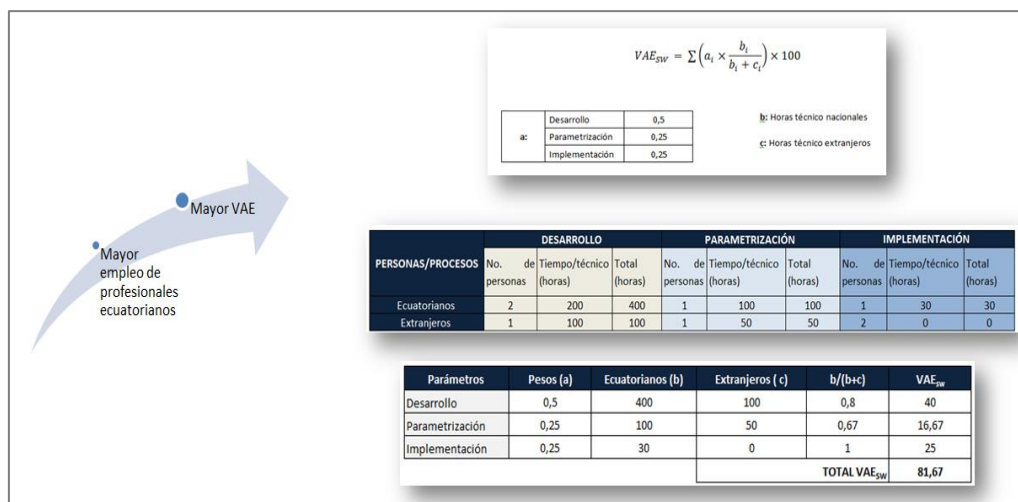 VAE_SW = ∑ (a_i × b_i / (b_i + c_i)) × 100
a:
Desarrollo 0,5
Parametrización 0,25
Implementación 0,25
b: Horas técnico nacionales
c: Horas técnico extranjeros
Mayor VAE
Mayor
empleo de
profesionales
ecuatorianos
PERSONAS/PROCESOS DESARROLLO PARAMETRIZACIÓN IMPLEMENTACIÓN
No. de personas Tiempo/técnico (horas) Total (horas) No. de personas Tiempo/técnico (horas) Total (horas) No. de personas Tiempo/técnico (horas) Total (horas)
Ecuatorianos 2 200 400 1 100 100 1 30 30
Extranjeros 1 100 100 1 50 50 2 0 0
Parámetros Pesos (a) Ecuatorianos (b) Extranjeros ( c) b/(b+c) VAE_SW
Desarrollo 0,5 400 100 0,8 40
Parametrización 0,25 100 50 0,67 16,67
Implementación 0,25 30 0 1 25
TOTAL VAE_SW 81,67